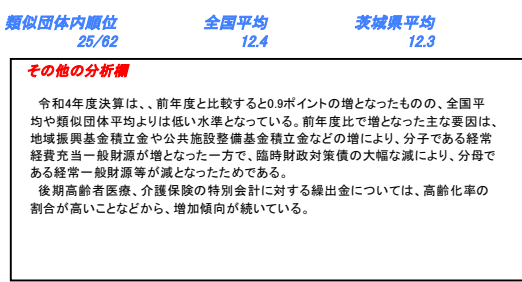 類似団体内順位 全国平均 茨城県平均
25/62 12.4 12.3
その他の分析欄
令和4年度決算は、、前年度と比較すると0.9ポイントの増となったものの、全国平
均や類似団体平均よりは低い水準となっている。前年度比で増となった主な要因は、
地域振興基金積立金や公共施設整備基金積立金などの増により、分子である経常
経費充当一般財源が増となった一方で、臨時財政対策債の大幅な減により、分母で
ある経常一般財源等が減となったためである。
後期高齢者医療、介護保険の特別会計に対する繰出金については、高齢化率の
割合が高いことなどから、増加傾向が続いている。